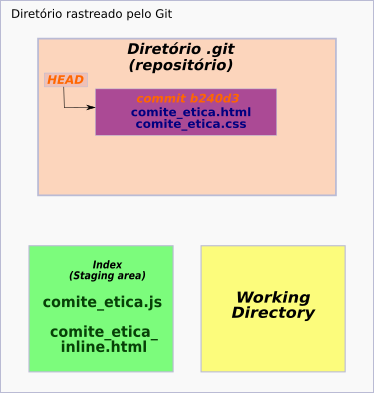 Diretório rastreado pelo Git
Diretório .git
(repositório)
HEAD
commit b240d3
comite_etica.html
comite_etica.css
Index
(Staging area)
comite_etica.js
comite_etica_
inline.html
Working
Directory